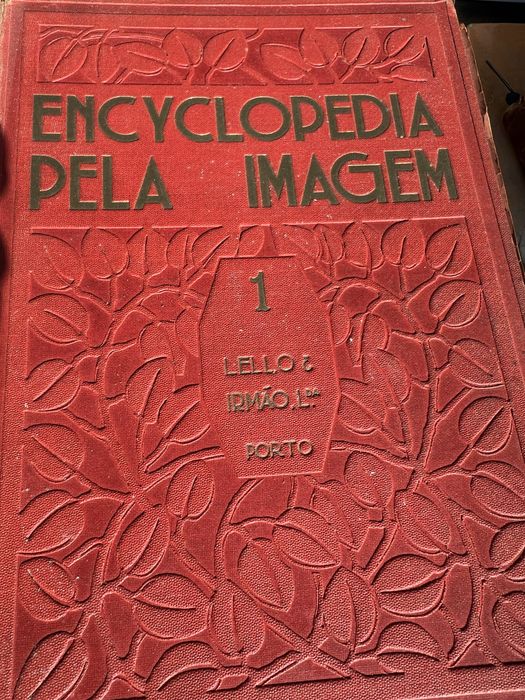 ENCYCLOPEDIA
PELA IMAGEM
1
LELLO &
IRMÃO, L.DA
PORTO